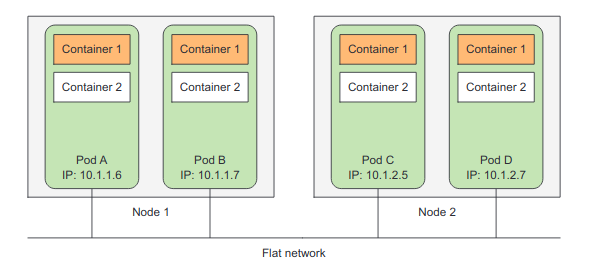 Container 1
Container 2
Pod A
IP: 10.1.1.6
Container 1
Container 2
Pod B
IP: 10.1.1.7
Node 1
Container 1
Container 2
Pod C
IP: 10.1.2.5
Container 1
Container 2
Pod D
IP: 10.1.2.7
Node 2
Flat network